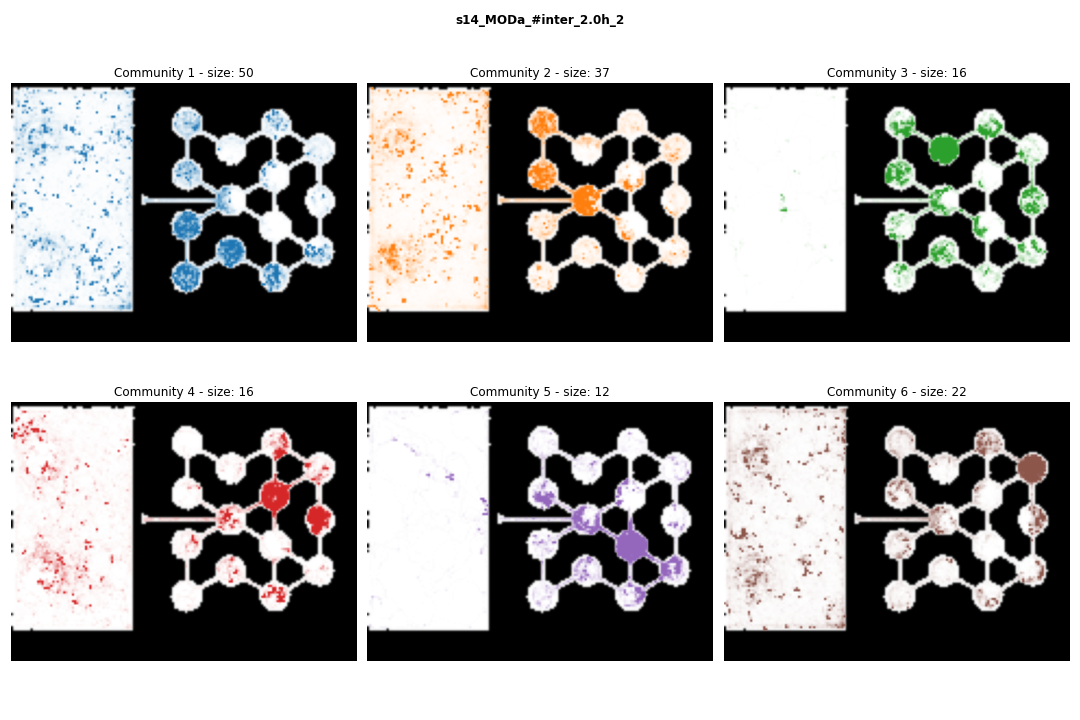 s14_MODa_#inter_2.0h_2
Community 1 - size: 50
Community 2 - size: 37
Community 3 - size: 16
Community 4 - size: 16
Community 5 - size: 12
Community 6 - size: 22